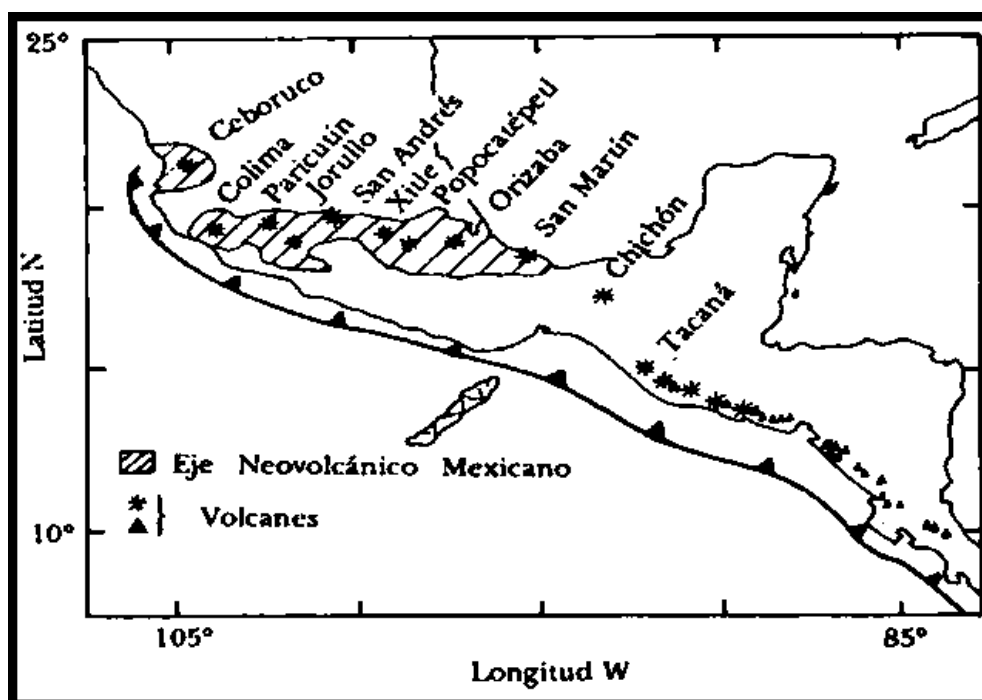 25°
Ceboruco
Colima
Paricutín
Jorullo
San Andrés
Xitle
Popocatépetl
Orizaba
San Martín
Chichón
Tacaná
Latitud N
Eje Neovolcánico Mexicano
Volcanes
10°
105°
85°
Longitud W